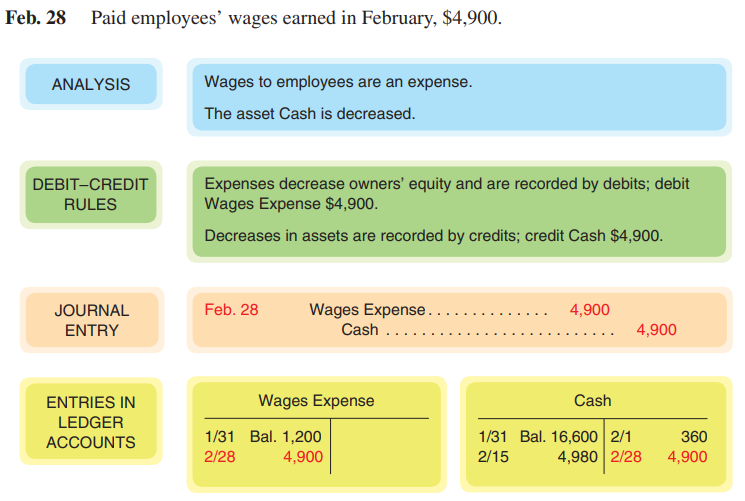 Feb. 28 Paid employees’ wages earned in February, $4,900.
ANALYSIS
Wages to employees are an expense.
The asset Cash is decreased.
DEBIT–CREDIT
RULES
Expenses decrease owners’ equity and are recorded by debits; debit
Wages Expense $4,900.
Decreases in assets are recorded by credits; credit Cash $4,900.
JOURNAL
ENTRY
Feb. 28 Wages Expense. . . . . . . . . . . . . . 4,900
Cash . . . . . . . . . . . . . . . . . . . . . . . . . . 4,900
ENTRIES IN
LEDGER
ACCOUNTS
Wages Expense
1/31 Bal. 1,200
2/28 4,900
Cash
1/31 Bal. 16,600 2/1 360
2/15 4,980 2/28 4,900